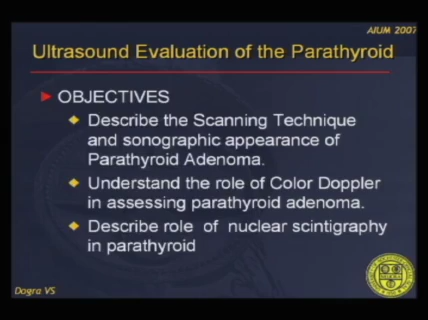 AIUM 2007
Ultrasound Evaluation of the Parathyroid
OBJECTIVES
Describe the Scanning Technique
and sonographic appearance of
Parathyroid Adenoma.
Understand the role of Color Doppler
in assessing parathyroid adenoma.
Describe role of nuclear scintigraphy
in parathyroid
Dogra VS